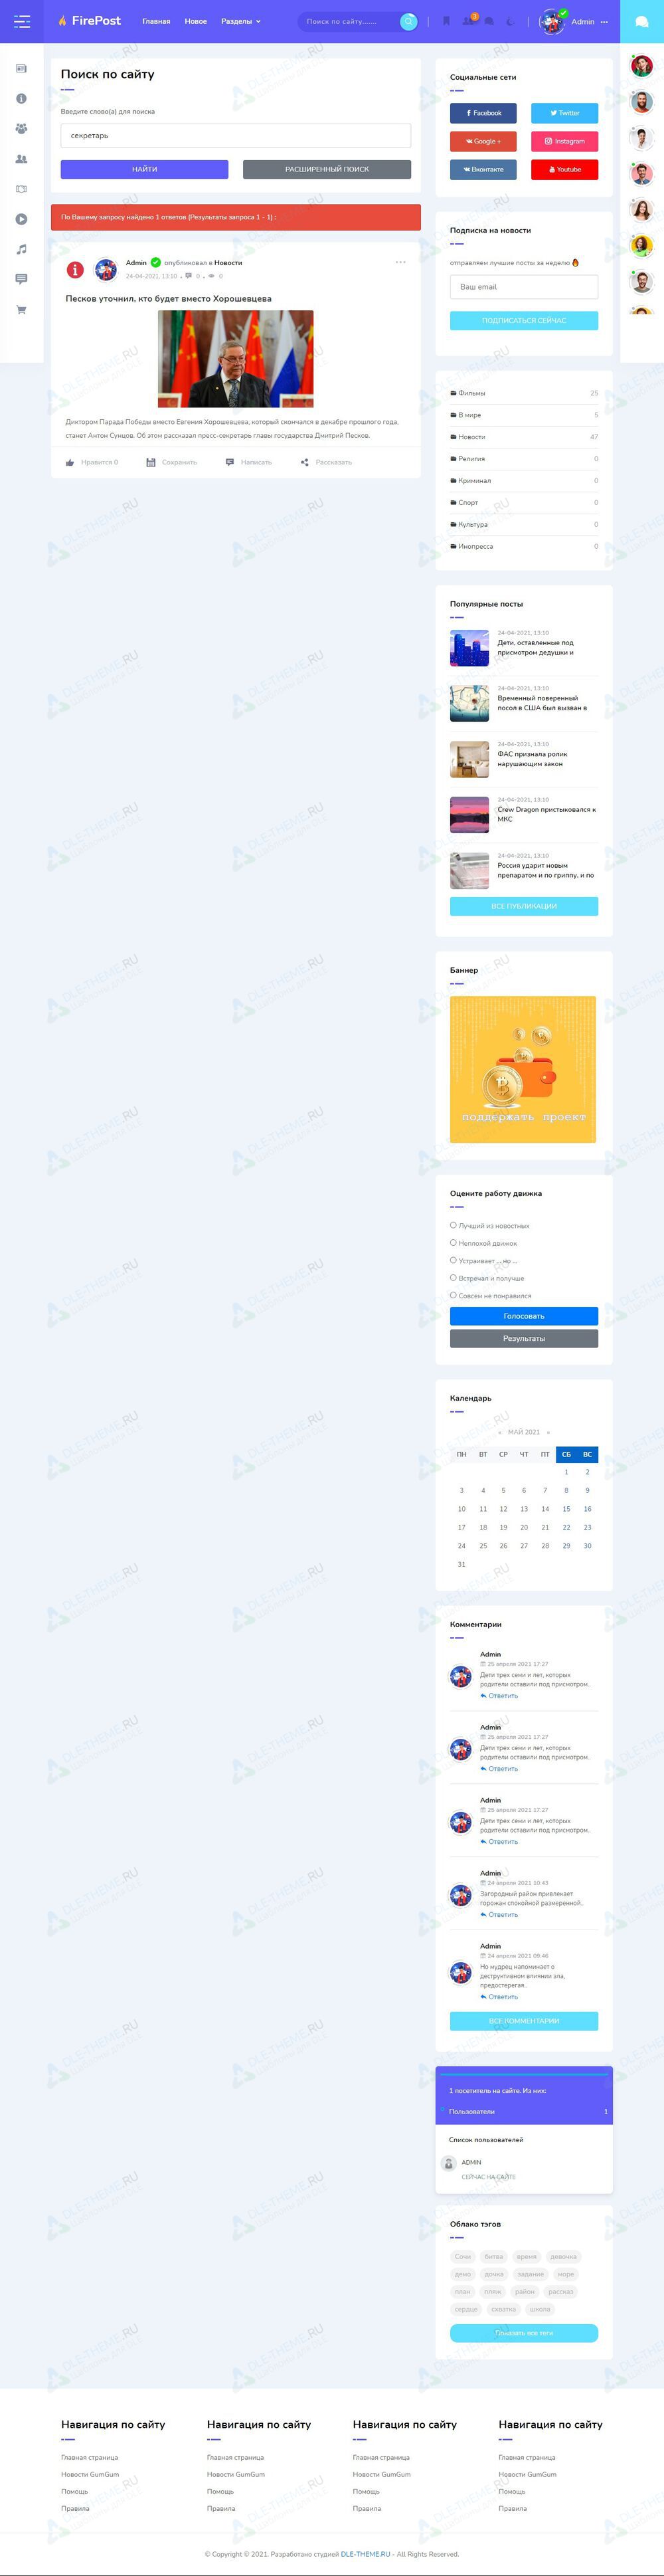 FirePost
Главная
Новое
Разделы
Поиск по сайту.......
3
Admin
Поиск по сайту
Введите слово(а) для поиска
секретарь
НАЙТИ
РАСШИРЕННЫЙ ПОИСК
По Вашему запросу найдено 1 ответов (Результаты запроса 1 - 1) :
Admin опубликовал в Новости
24-04-2021, 13:10 0 0
Песков уточнил, кто будет вместо Хорошевцева
Диктором Парада Победы вместо Евгения Хорошевцева, который скончался в декабре прошлого года,
станет Антон Сунцов. Об этом рассказал пресс-секретарь главы государства Дмитрий Песков.
Нравится 0
Сохранить
Написать
Рассказать
Социальные сети
Facebook
Twitter
Google +
Instagram
Вконтакте
Youtube
Подписка на новости
отправляем лучшие посты за неделю
Ваш email
ПОДПИСАТЬСЯ СЕЙЧАС
Фильмы 25
В мире 5
Новости 47
Религия 0
Криминал 0
Спорт 0
Культура 0
Инопресса 0
Популярные посты
24-04-2021, 13:10
Дети, оставленные под
присмотром дедушки и
24-04-2021, 13:10
Временный поверенный
посол в США был вызван в
24-04-2021, 13:10
ФАС признала ролик
нарушающим закон
24-04-2021, 13:10
Crew Dragon пристыковался к
МКС
24-04-2021, 13:10
Россия ударит новым
препаратом и по гриппу, и по
ВСЕ ПУБЛИКАЦИИ
Баннер
поддержать проект
Оцените работу движка
Лучший из новостных
Неплохой движок
Устраивает ... но ...
Встречал и получше
Совсем не понравился
Голосовать
Результаты
Календарь
« МАЙ 2021 »
ПН ВТ СР ЧТ ПТ СБ ВС
1 2
3 4 5 6 7 8 9
10 11 12 13 14 15 16
17 18 19 20 21 22 23
24 25 26 27 28 29 30
31
Комментарии
Admin
25 апреля 2021 17:27
Дети трех семи и лет, которых
родители оставили под присмотром..
Ответить
Admin
25 апреля 2021 17:27
Дети трех семи и лет, которых
родители оставили под присмотром..
Ответить
Admin
25 апреля 2021 17:27
Дети трех семи и лет, которых
родители оставили под присмотром..
Ответить
Admin
24 апреля 2021 10:43
Загородный район привлекает
горожан спокойной размеренной..
Ответить
Admin
24 апреля 2021 09:46
Но мудрец напоминает о
деструктивном влиянии зла,
предостерегая..
Ответить
ВСЕ КОММЕНТАРИИ
1 посетитель на сайте. Из них:
Пользователи 1
Список пользователей
ADMIN
СЕЙЧАС НА САЙТЕ
Облако тэгов
Сочи битва время девочка
демо дочка задание море
план пляж район рассказ
сердце схватка школа
Показать все теги
Навигация по сайту
Главная страница
Новости GumGum
Помощь
Правила
Навигация по сайту
Главная страница
Новости GumGum
Помощь
Правила
Навигация по сайту
Главная страница
Новости GumGum
Помощь
Правила
Навигация по сайту
Главная страница
Новости GumGum
Помощь
Правила
© Copyright © 2021. Разработано студией DLE-THEME.RU - All Rights Reserved.